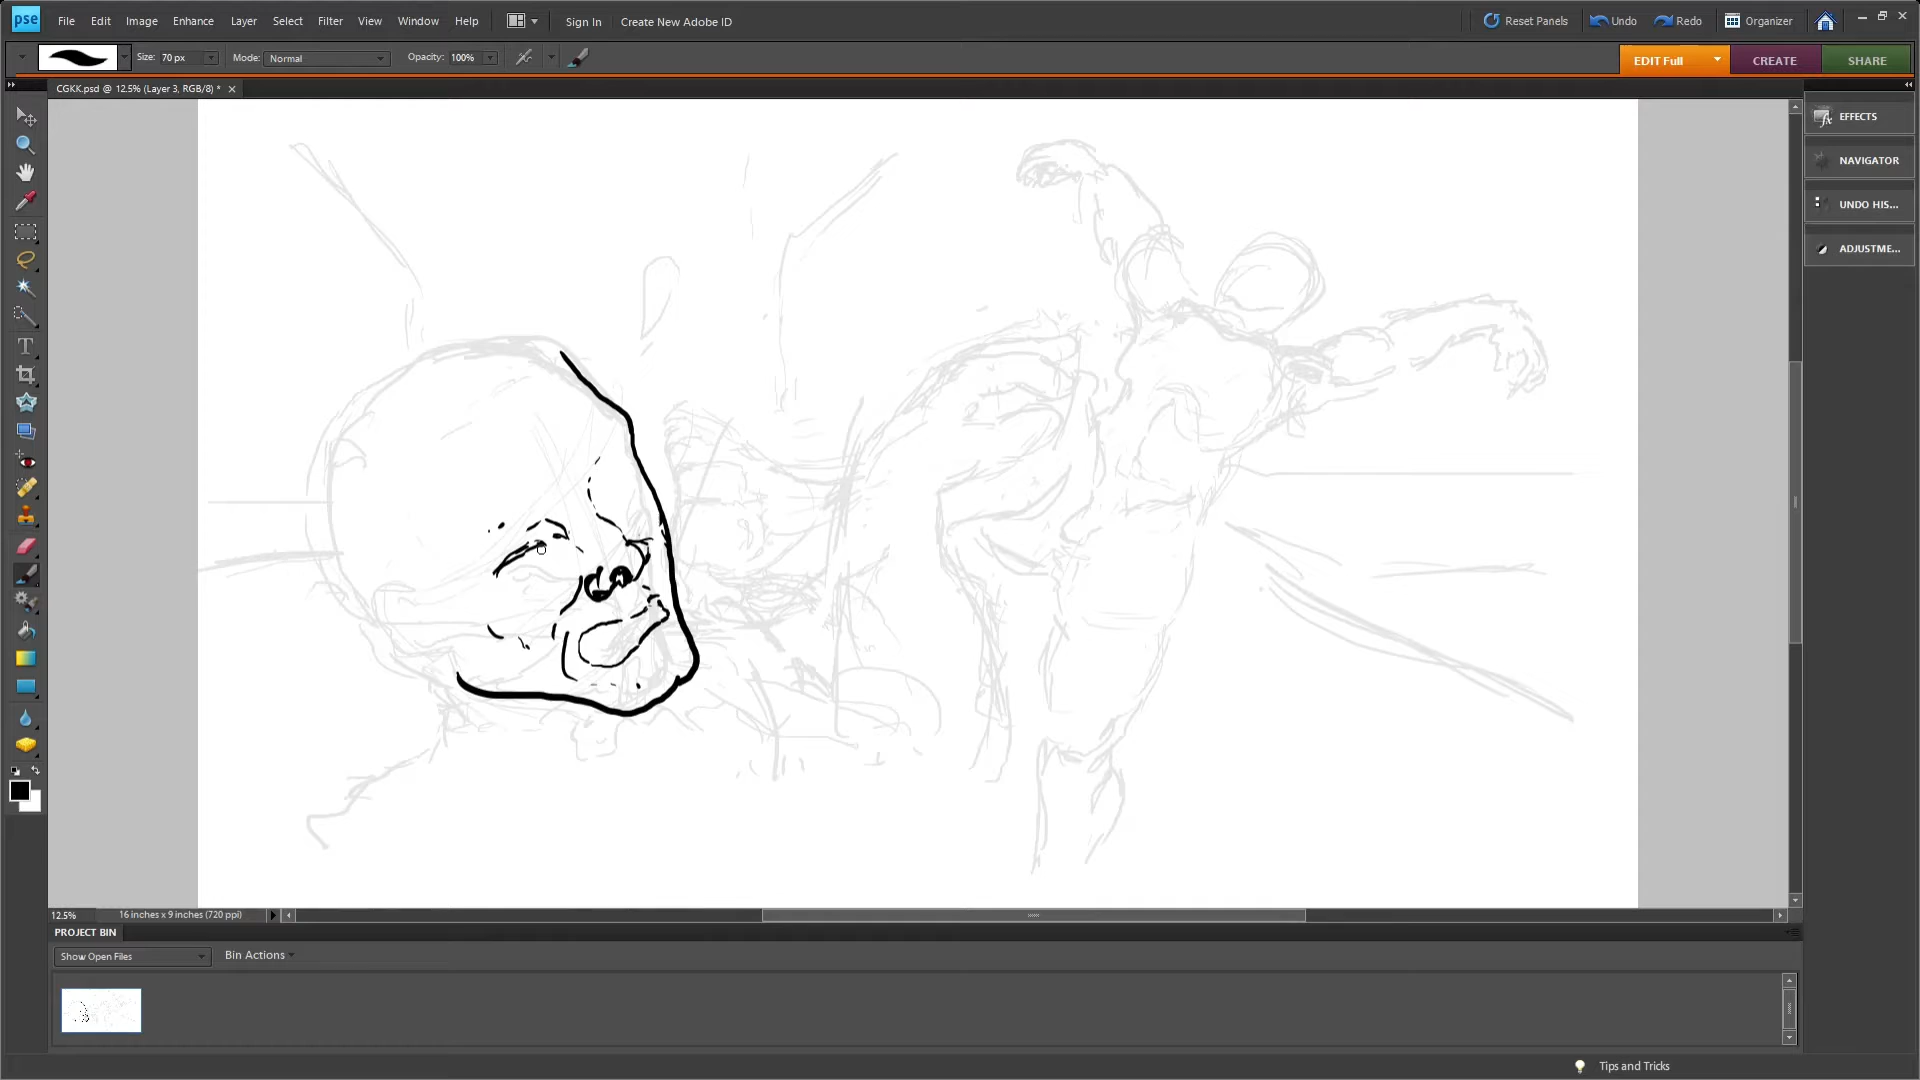 pse File Edit Image Enhance Layer Select Filter View Window Help Sign In Create New Adobe ID Reset Panels Undo Redo Organizer
Size: 70 px Mode: Normal Opacity: 100% EDIT Full CREATE SHARE
CGKK.psd @ 12.5% (Layer 3, RGB/8) *
EFFECTS
NAVIGATOR
UNDO HIS...
ADJUSTME...
12.5% 16 inches x 9 inches (720 ppi)
PROJECT BIN
Show Open Files Bin Actions
Tips and Tricks